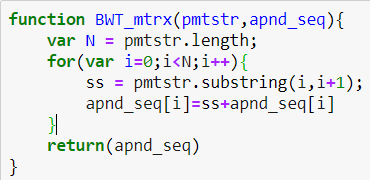 function BWT_mtrx(pmtstr,apnd_seq){
    var N = pmtstr.length;
    for(var i=0;i<N;i++){
        ss = pmtstr.substring(i,i+1);
        apnd_seq[i]=ss+apnd_seq[i]
    }
    return(apnd_seq)
}